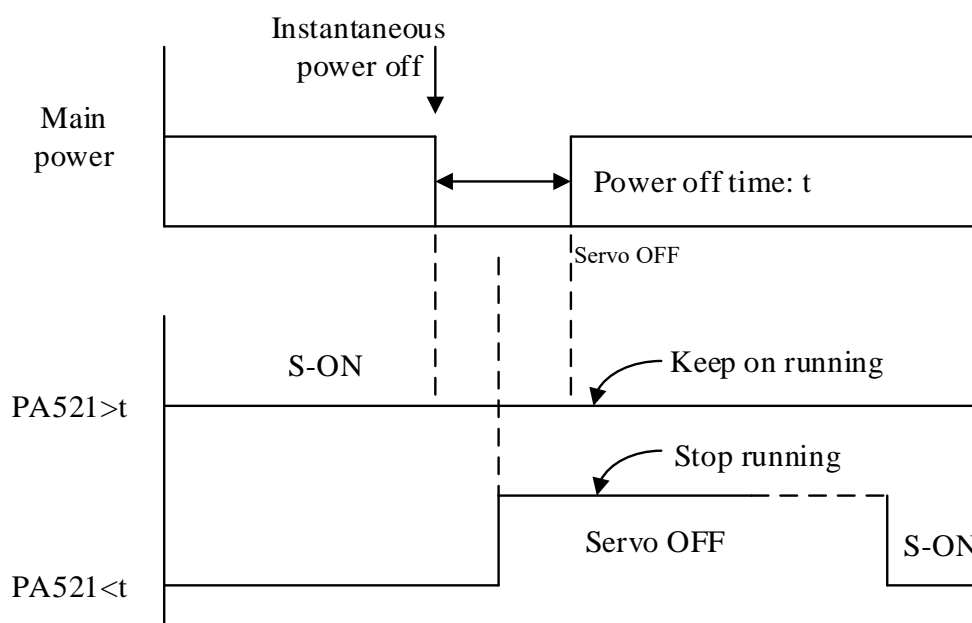 Instantaneous
power off
Main
power
Power off time: t
Servo OFF
S-ON
Keep on running
PA521>t
Stop running
Servo OFF
S-ON
PA521<t